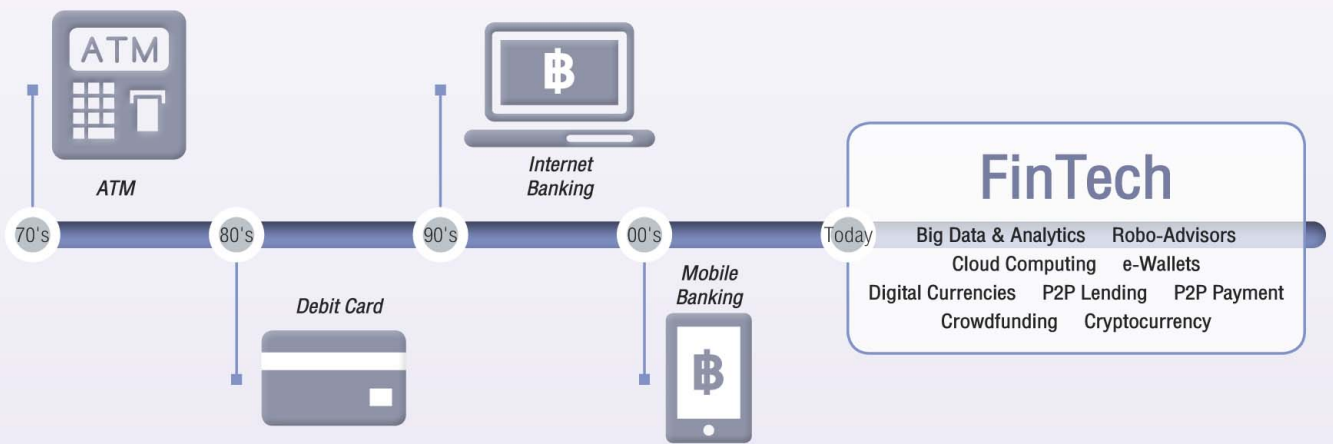 ATM
ATM
70's
80's
Debit Card
฿
Internet
Banking
90's
00's
Mobile
Banking
฿
Today
FinTech
Big Data & Analytics Robo-Advisors
Cloud Computing e-Wallets
Digital Currencies P2P Lending P2P Payment
Crowdfunding Cryptocurrency